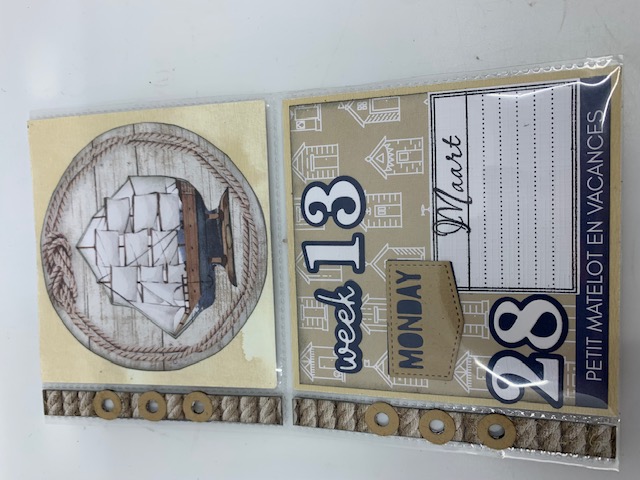 week 13
MONDAY
Maart
28
PETIT MATELOT EN VACANCES